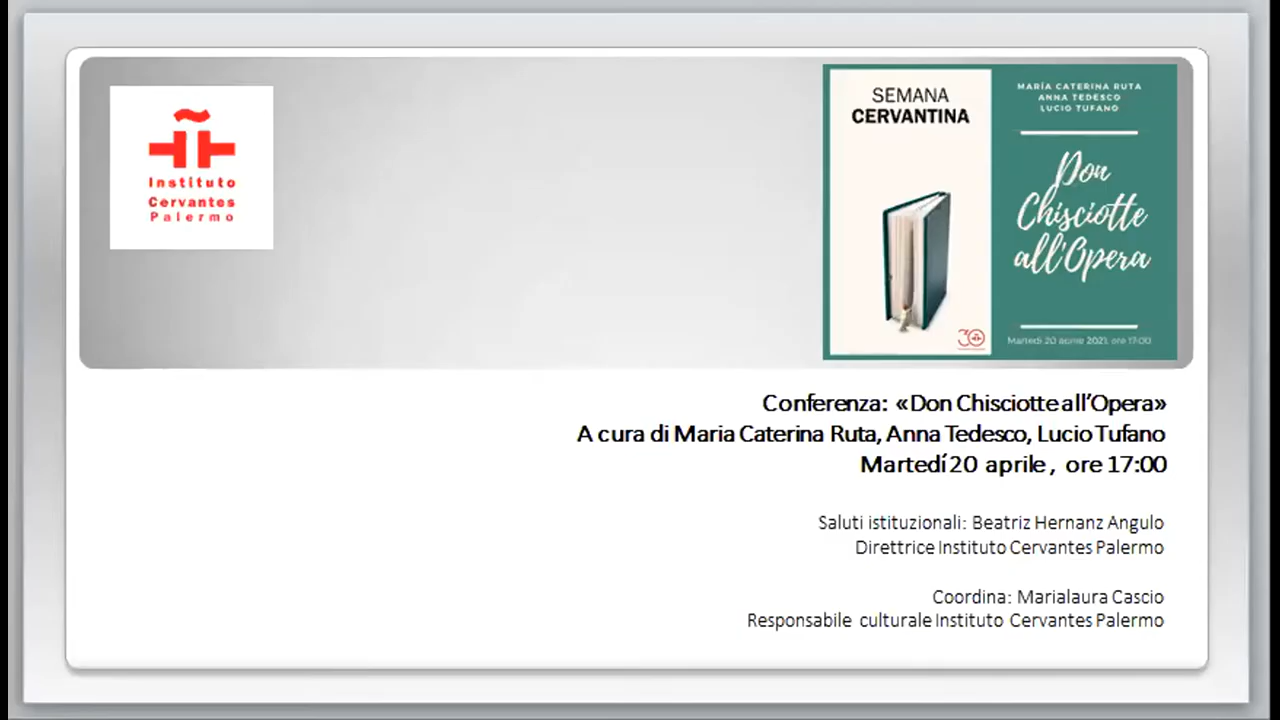 Instituto
Cervantes
Palermo
SEMANA
CERVANTINA
30
MARÍA CATERINA RUTA
ANNA TEDESCO
LUCIO TUFANO
Don
Chisciotte
all'Opera
Martedì 20 aprile 2021, ore 17:00
Conferenza: «Don Chisciotte all’Opera»
A cura di Maria Caterina Ruta, Anna Tedesco, Lucio Tufano
Martedí 20 aprile , ore 17:00
Saluti istituzionali: Beatriz Hernanz Angulo
Direttrice Instituto Cervantes Palermo
Coordina: Marialaura Cascio
Responsabile culturale Instituto Cervantes Palermo